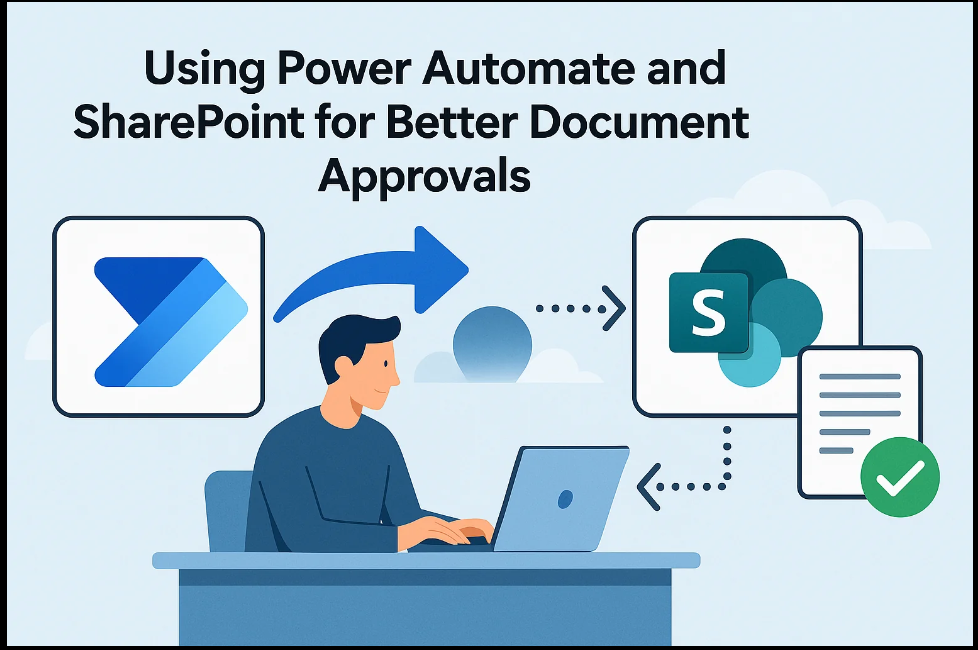 Using Power Automate and
SharePoint for Better Document
Approvals
S